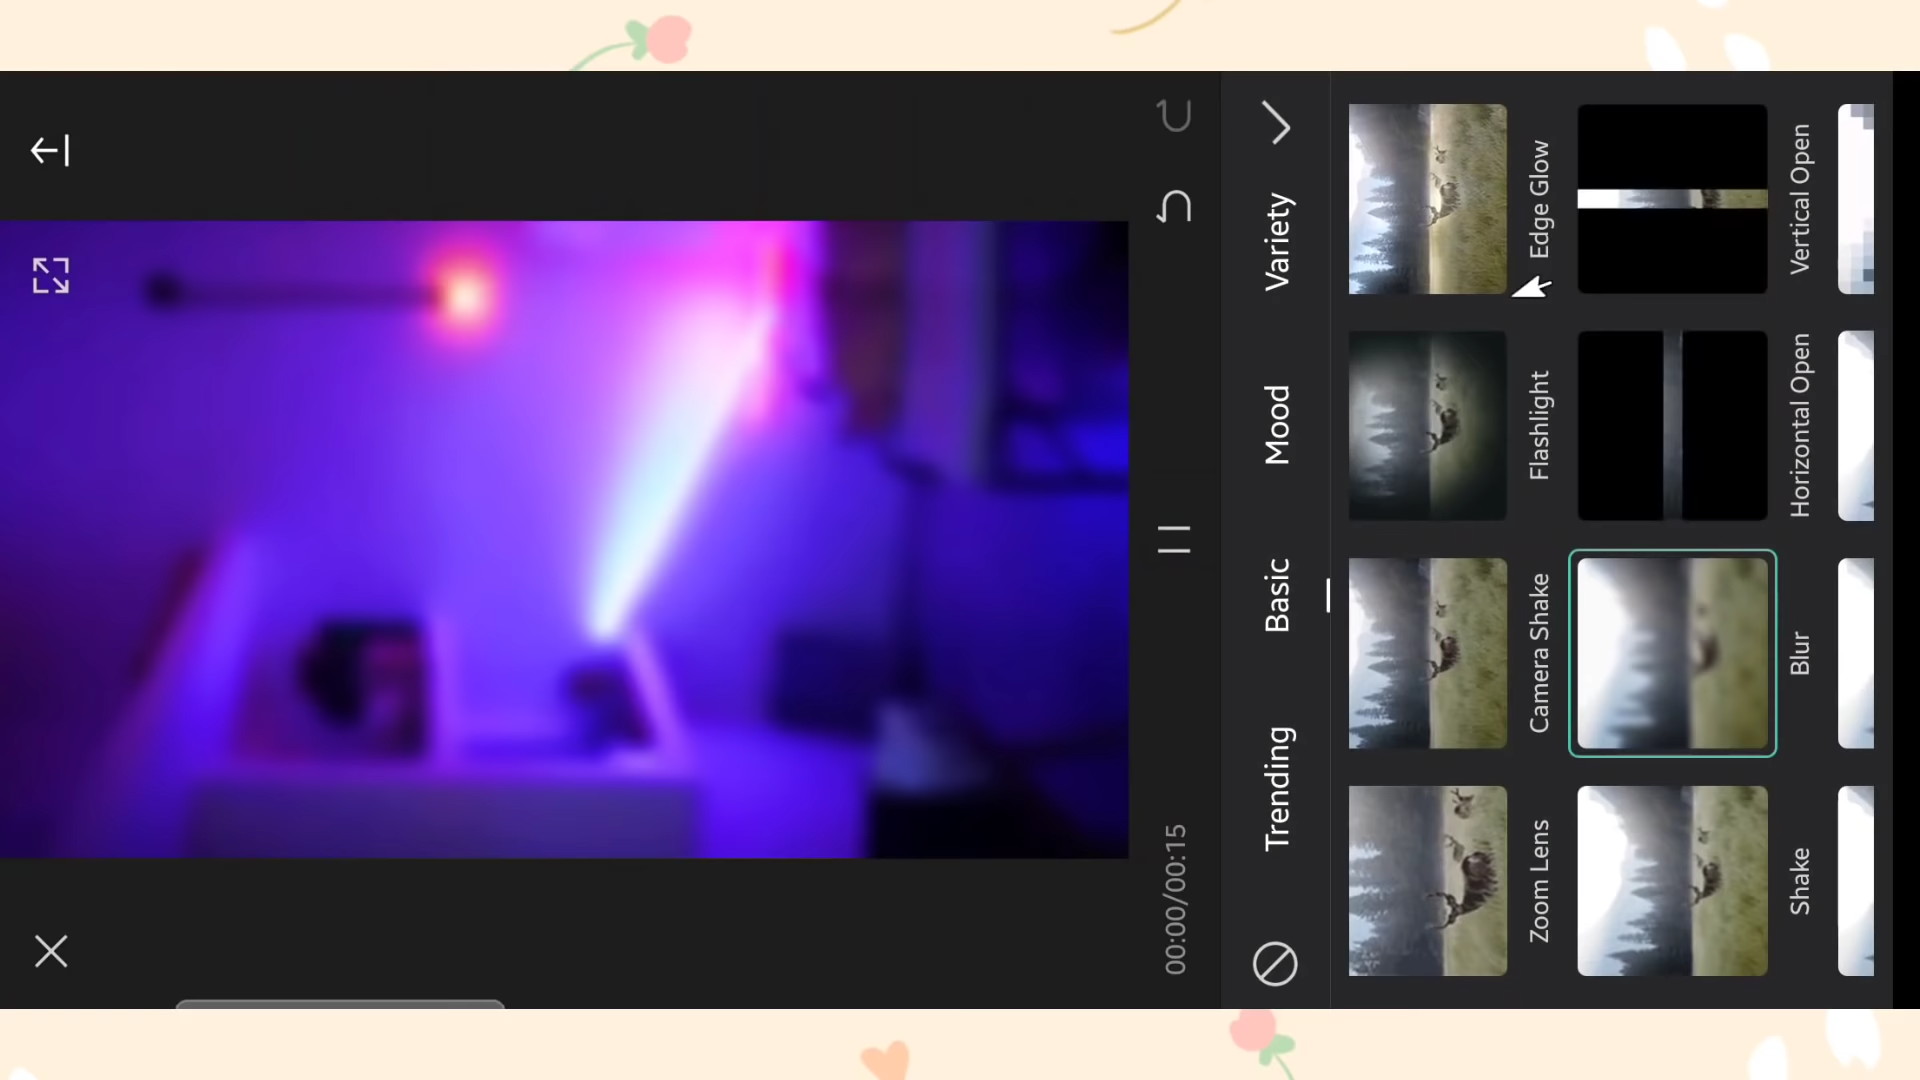 00:00/00:15
Trending
Basic
Mood
Variety
Zoom Lens
Camera Shake
Flashlight
Edge Glow
Shake
Blur
Horizontal Open
Vertical Open